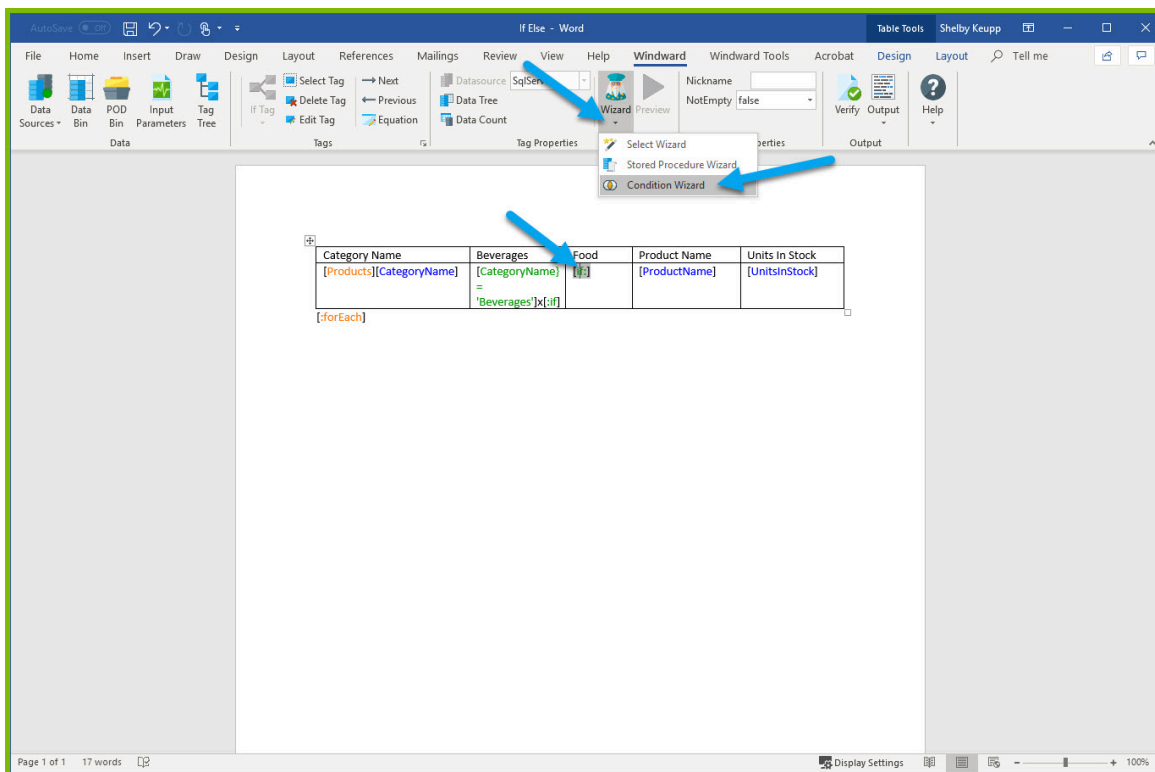 AutoSave Off If Else - Word Table Tools Shelby Keupp
File Home Insert Draw Design Layout References Mailings Review View Help Windward Windward Tools Acrobat Design Layout Tell me
Select Tag Next Datasource SqlServ Nickname
Delete Tag Previous Data Tree NotEmpty false
Edit Tag Equation Data Count
Data Sources
Data Bin
POD Bin
Input Parameters
Tag Tree
If Tag
Wizard
Preview
Verify
Output
Help
Data Tags Tag Properties perties Output
Select Wizard
Stored Procedure Wizard
Condition Wizard
Category Name Beverages Food Product Name Units In Stock
[Products][CategoryName] [CategoryName} [if:] [ProductName] [UnitsInStock]
=
'Beverages']x[:if]
[:forEach]
Page 1 of 1 17 words Display Settings 100%